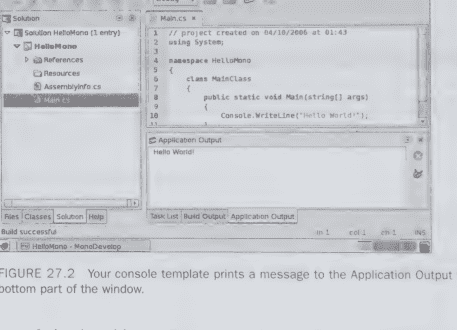 Solution
Main.cs ×
Solution HelloMono (1 entry)
HelloMono
References
Resources
AssemblyInfo.cs
Main.cs
1 // project created on 04/10/2006 at 01:43
2 using System;
3
4 namespace HelloMono
5 {
6 class MainClass
7 {
8 public static void Main(string[] args)
9 {
10 Console.WriteLine("Hello World!");
11 }
Application Output
Hello World!
Files Classes Solution Help
Task List Build Output Application Output
Build successful
ln 1 col 1 ch 1 INS
HelloMono - MonoDevelop
FIGURE 27.2 Your console template prints a message to the Application Output
bottom part of the window.